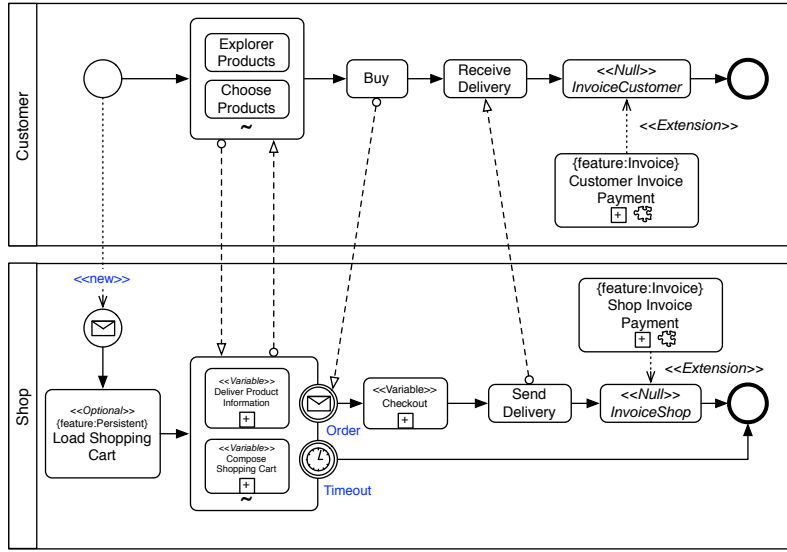 Customer
Explorer
Products
Choose
Products
~
Buy
Receive
Delivery
<<Null>>
InvoiceCustomer
<<Extension>>
{feature:Invoice}
Customer Invoice
Payment
+
<<new>>
Shop
<<Optional>>
{feature:Persistent}
Load Shopping
Cart
<<Variable>>
Deliver Product
Information
+
<<Variable>>
Compose
Shopping Cart
+
~
Order
Timeout
<<Variable>>
Checkout
+
Send
Delivery
{feature:Invoice}
Shop Invoice
Payment
+
<<Extension>>
<<Null>>
InvoiceShop